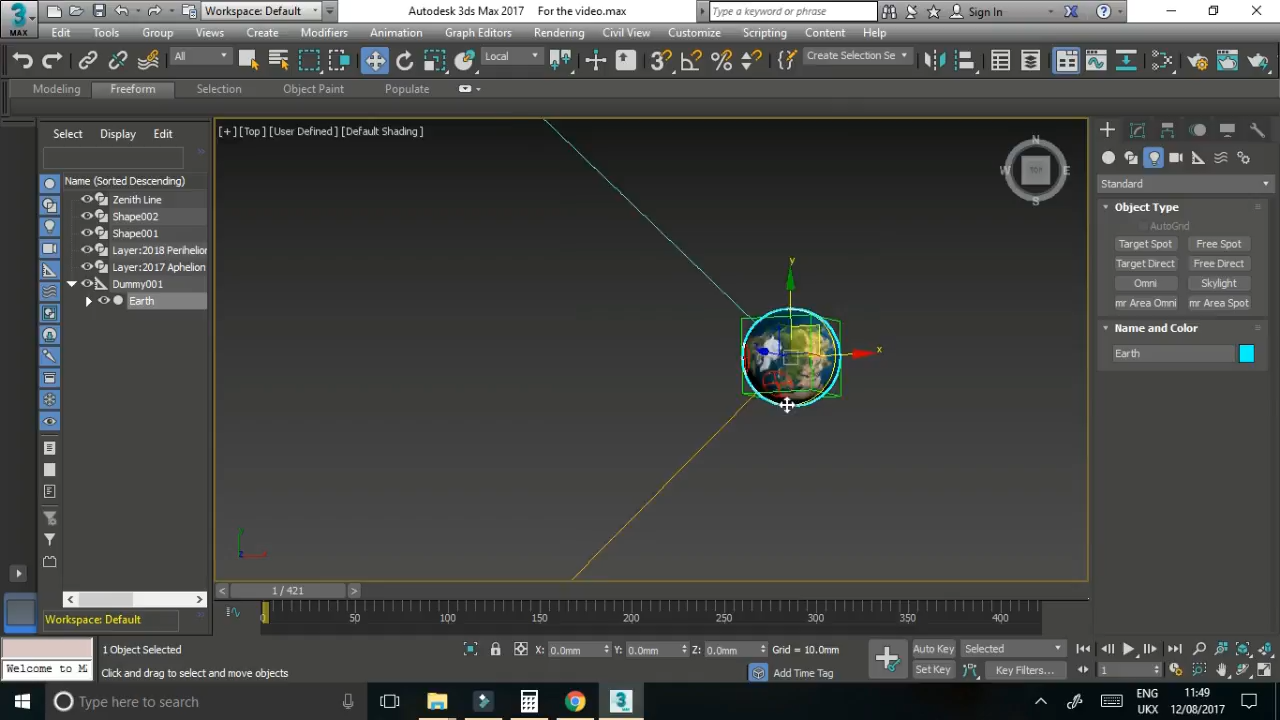 3
MAX
Workspace: Default
Autodesk 3ds Max 2017 For the video.max
Type a keyword or phrase
Sign In
Edit Tools Group Views Create Modifiers Animation Graph Editors Rendering Civil View Customize Scripting Content Help
All
Local
Create Selection Se
Modeling Freeform Selection Object Paint Populate
Select Display Edit
Name (Sorted Descending)
Zenith Line
Shape002
Shape001
Layer:2018 Perihelion
Layer:2017 Aphelion
Dummy001
Earth
Workspace: Default
[+] [Top] [User Defined] [Default Shading]
N
W TOP E
S
y
x
z
1 / 421
0 50 100 150 200 250 300 350 400
Standard
Object Type
AutoGrid
Target Spot Free Spot
Target Direct Free Direct
Omni Skylight
mr Area Omni mr Area Spot
Name and Color
Earth
Welcome to M
1 Object Selected
Click and drag to select and move objects
X: 0.0mm Y: 0.0mm Z: 0.0mm Grid = 10.0mm
Add Time Tag
Auto Key Selected
Set Key Key Filters...
1
Type here to search
ENG
UKX
11:49
12/08/2017